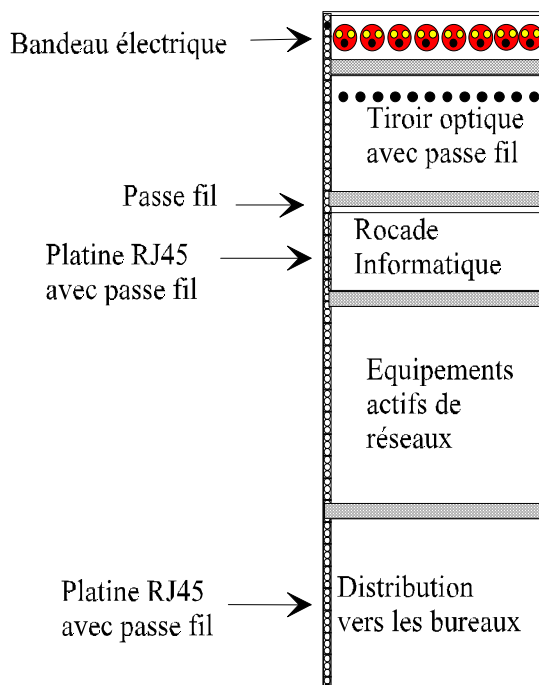 Bandeau électrique
Tiroir optique
avec passe fil
Passe fil
Rocade
Informatique
Platine RJ45
avec passe fil
Equipements
actifs de
réseaux
Platine RJ45
avec passe fil
Distribution
vers les bureaux